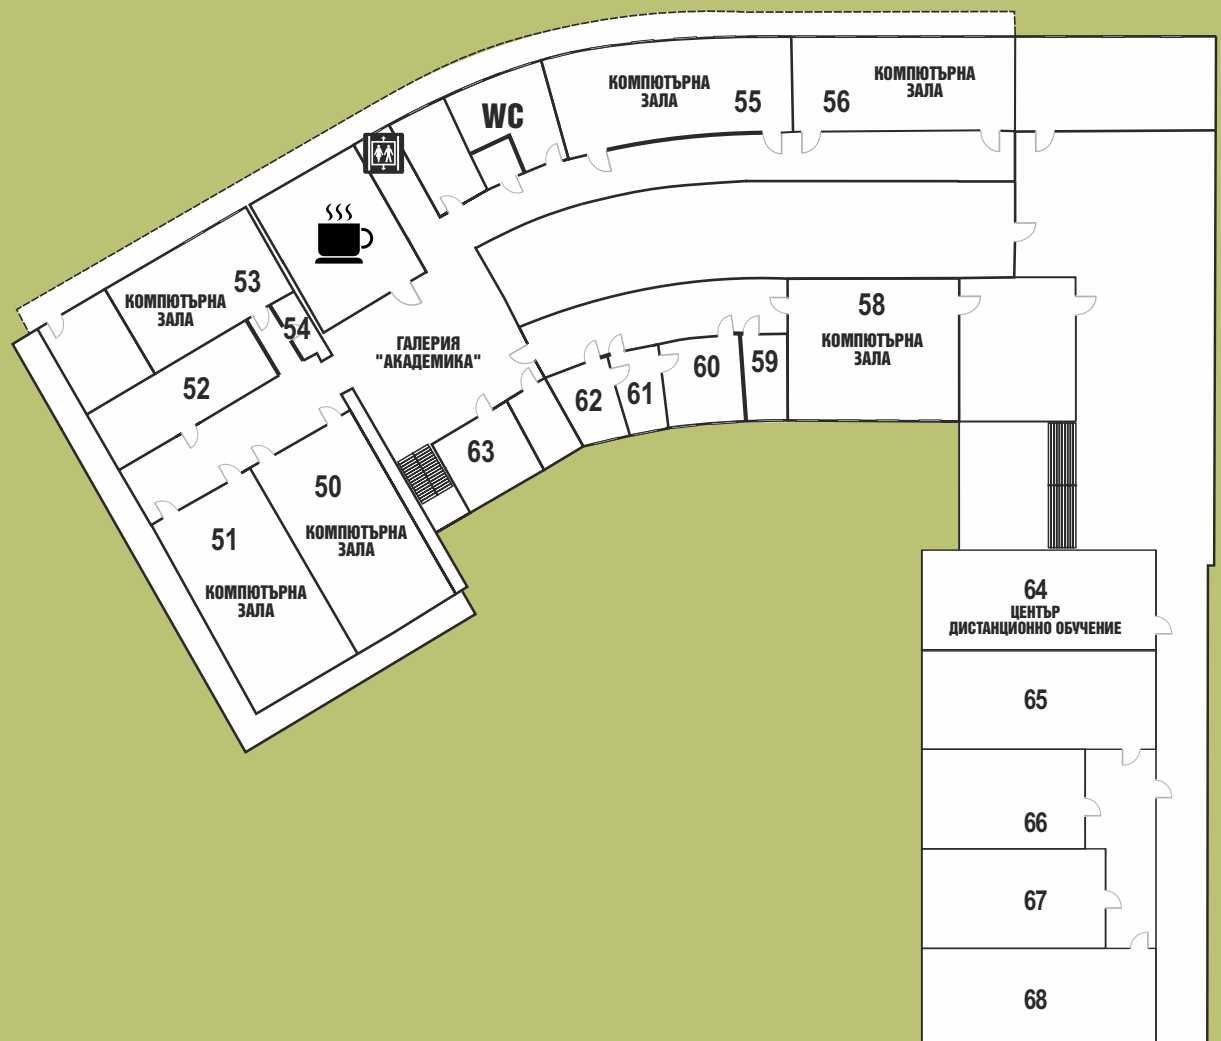 КОМПЮТЪРНА
ЗАЛА
55
56
КОМПЮТЪРНА
ЗАЛА
WC
53
КОМПЮТЪРНА
ЗАЛА
54
ГАЛЕРИЯ
"АКАДЕМИКА"
52
58
КОМПЮТЪРНА
ЗАЛА
59
60
61
62
63
50
КОМПЮТЪРНА
ЗАЛА
51
КОМПЮТЪРНА
ЗАЛА
64
ЦЕНТЪР
ДИСТАНЦИОННО ОБУЧЕНИЕ
65
66
67
68